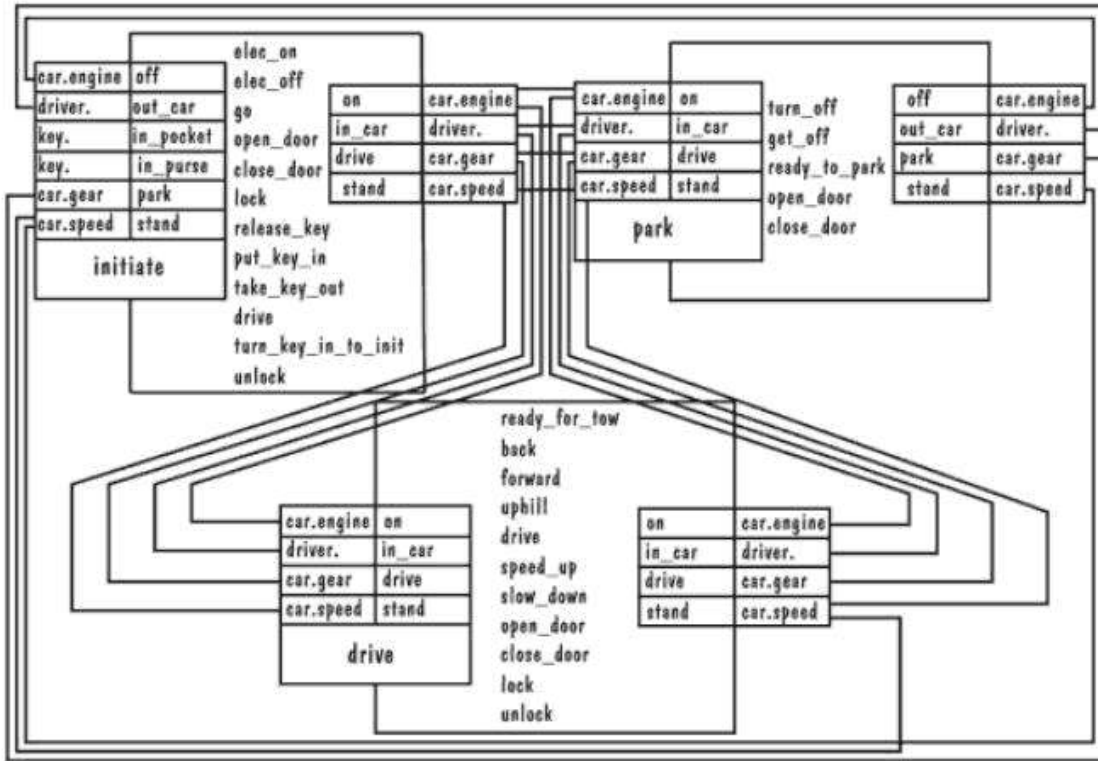 car.engine off
driver. out_car
key. in_pocket
key. in_purse
car.gear park
car.speed stand
initiate
elec_on
elec_off
go
open_door
close_door
lock
release_key
put_key_in
take_key_out
drive
turn_key_in_to_init
unlock
on car.engine
in_car driver.
drive car.gear
stand car.speed
car.engine on
driver. in_car
car.gear drive
car.speed stand
park
turn_off
get_off
ready_to_park
open_door
close_door
off car.engine
out_car driver.
park car.gear
stand car.speed
car.engine on
driver. in_car
car.gear drive
car.speed stand
drive
ready_for_tow
back
forward
uphill
drive
speed_up
slow_down
open_door
close_door
lock
unlock
on car.engine
in_car driver.
drive car.gear
stand car.speed